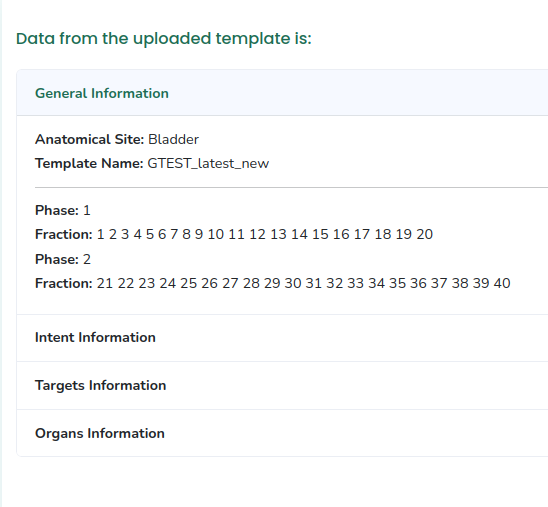 Data from the uploaded template is:
General Information
Anatomical Site: Bladder
Template Name: GTEST_latest_new
Phase: 1
Fraction: 1 2 3 4 5 6 7 8 9 10 11 12 13 14 15 16 17 18 19 20
Phase: 2
Fraction: 21 22 23 24 25 26 27 28 29 30 31 32 33 34 35 36 37 38 39 40
Intent Information
Targets Information
Organs Information